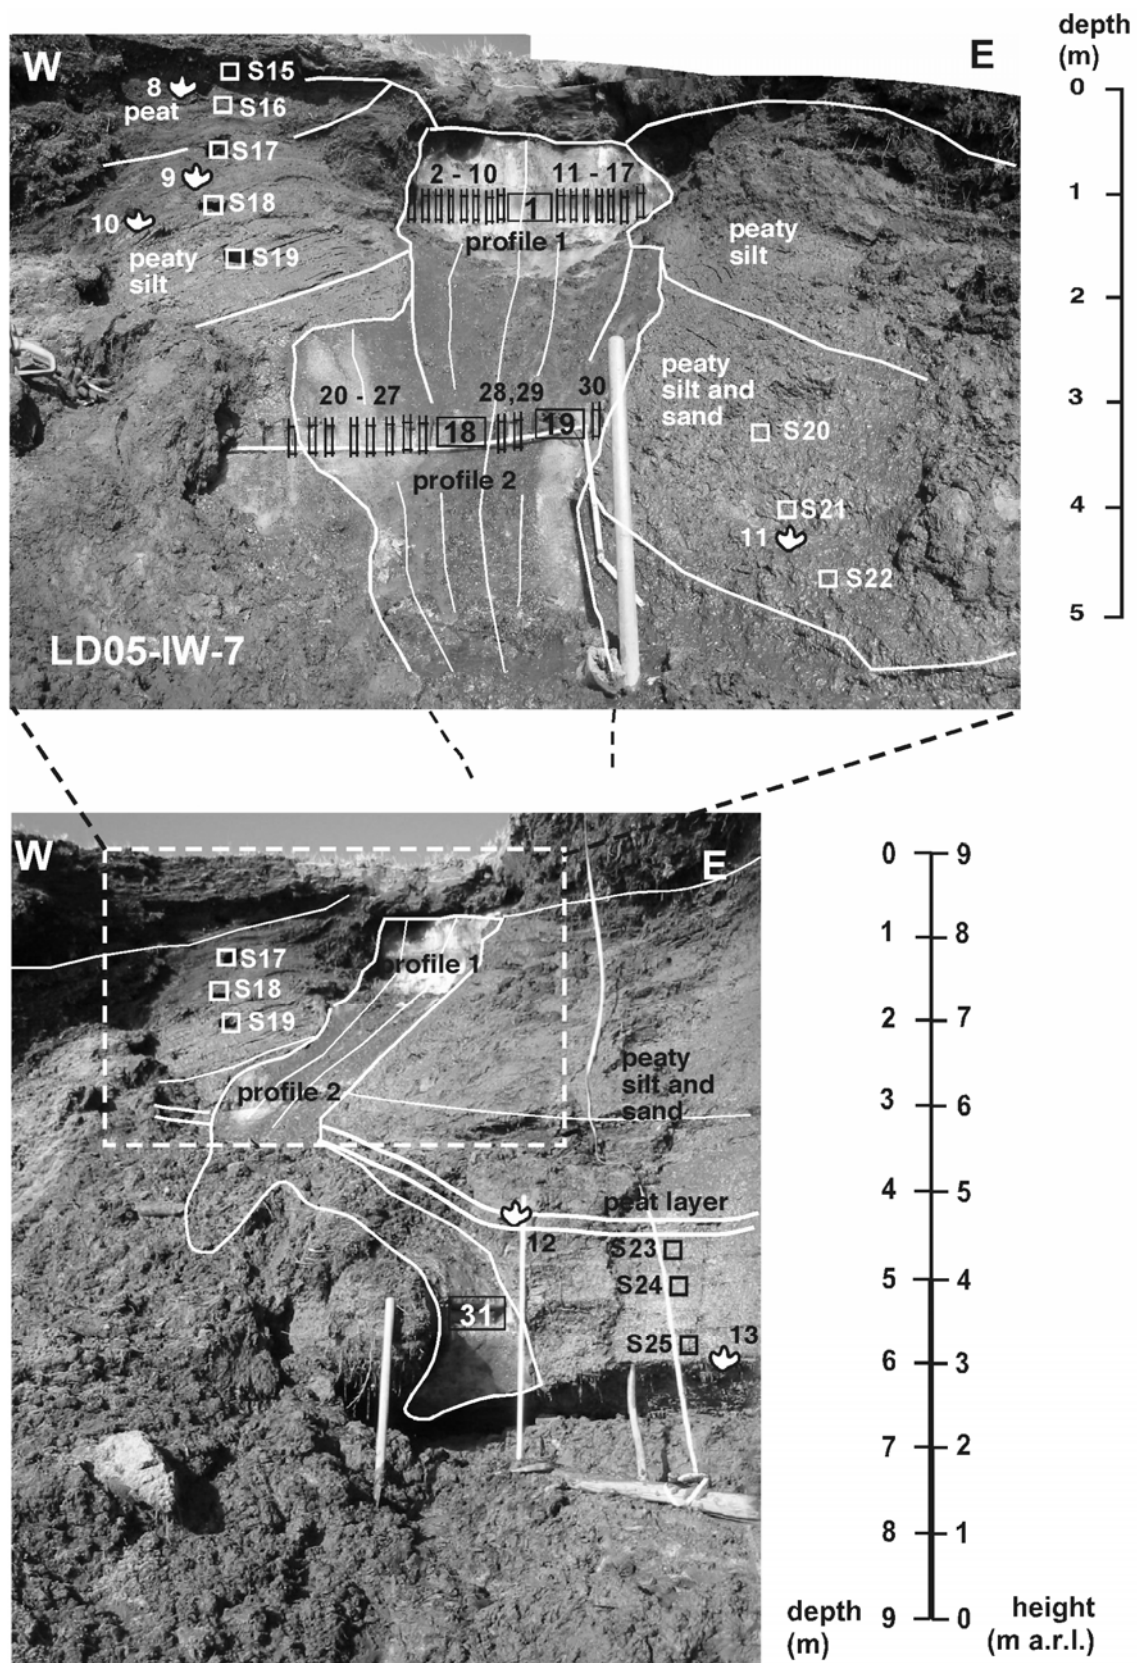 depth
(m)
W
E
S15
8
peat
S16
0
S17
9
2 - 10
11 - 17
1
S18
1
10
profile 1
peaty
silt
peaty
silt
S19
2
peaty
silt and
sand
20 - 27
28,29
30
3
18
19
S20
profile 2
4
S21
11
S22
LD05-IW-7
5
W
E
0
9
S17
profile 1
1
8
S18
S19
2
7
peaty
silt and
sand
profile 2
3
6
peat layer
4
5
12
S23
S24
5
4
31
S25
13
6
3
7
2
8
1
depth
(m)
9
0
height
(m a.r.l.)